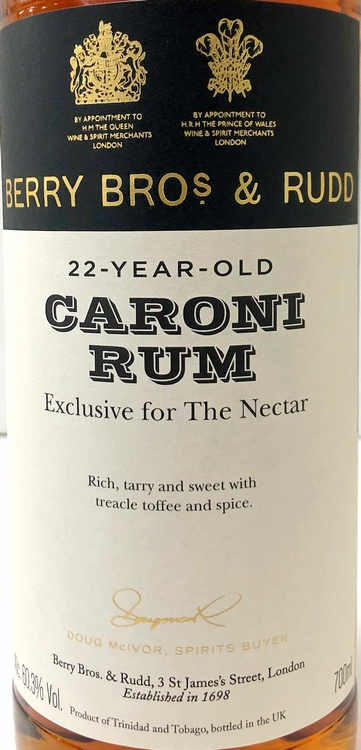 BY APPOINTMENT TO
H M THE QUEEN
WINE & SPIRIT MERCHANTS
LONDON
BY APPOINTMENT TO
H.R.H THE PRINCE OF WALES
WINE & SPIRIT MERCHANTS
LONDON
BERRY BROS. & RUDD
22-YEAR-OLD
CARONI
RUM
Exclusive for The Nectar
Rich, tarry and sweet with
treacle toffee and spice.
DOUG McIVOR, SPIRITS BUYER
Berry Bros. & Rudd, 3 St James's Street, London
Established in 1698
60.3% Vol.
700ml
Product of Trinidad and Tobago, bottled in the UK